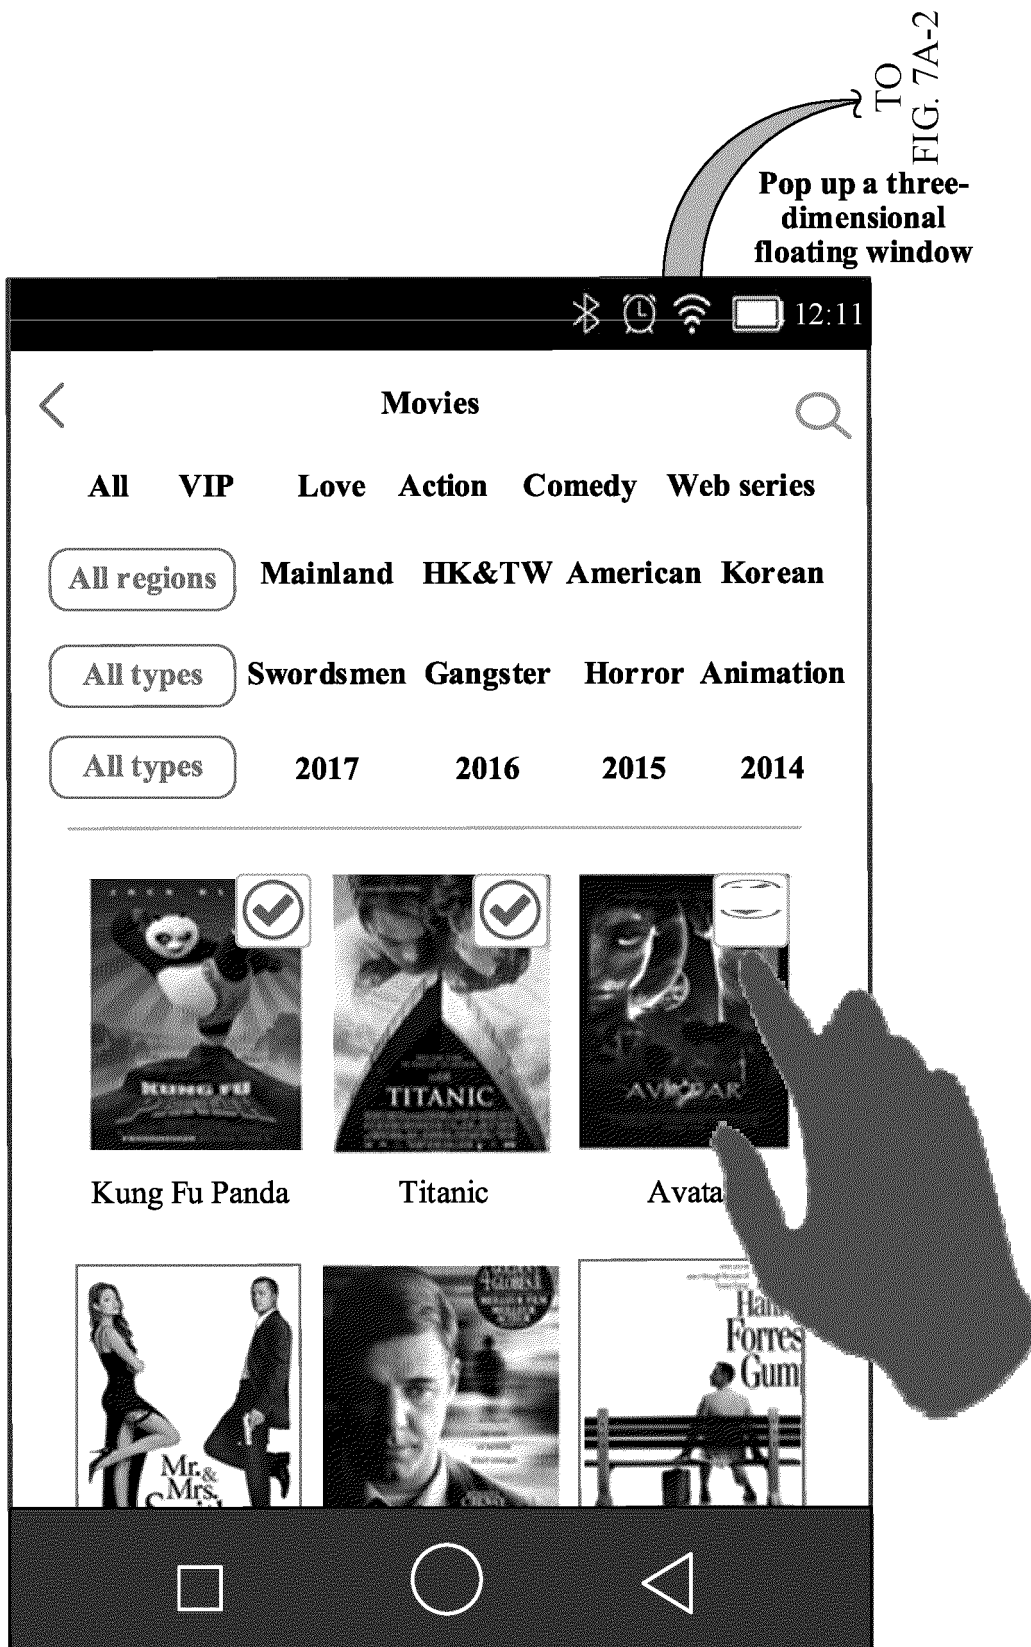 TO
FIG. 7A-2
Pop up a three-
dimensional
floating window
12:11
Movies
All VIP Love Action Comedy Web series
All regions Mainland HK&TW American Korean
All types Swordsmen Gangster Horror Animation
All types 2017 2016 2015 2014
KUNG FU
TITANIC
Kung Fu Panda Titanic Avata
Mr. &
Mrs.
Forres
Gum